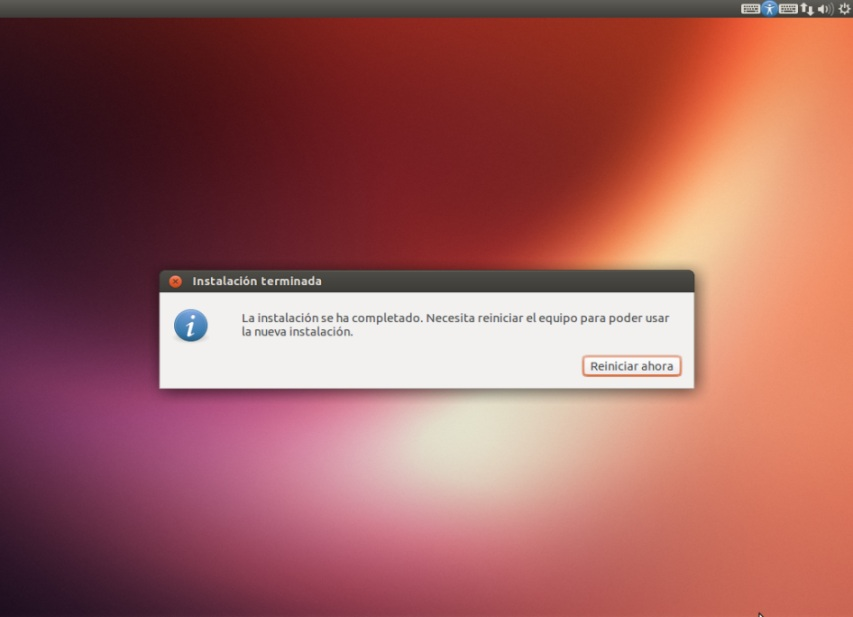 Instalación terminada
La instalación se ha completado. Necesita reiniciar el equipo para poder usar
la nueva instalación.
Reiniciar ahora